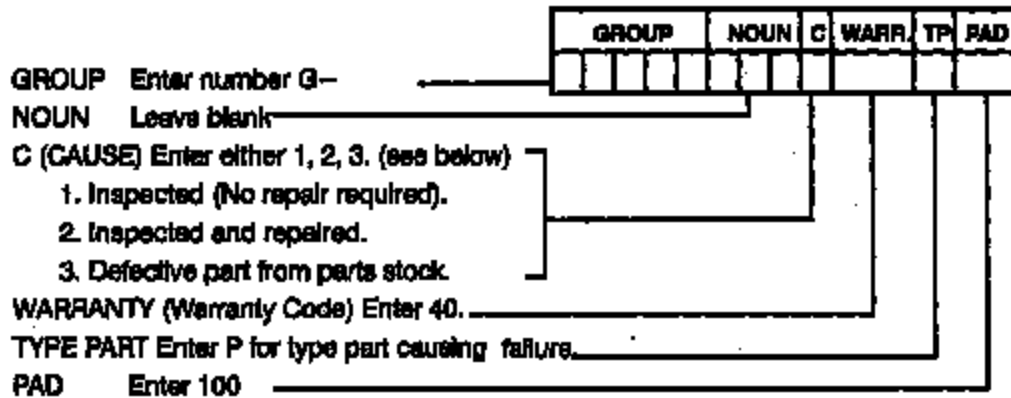 GROUP NOUN C WARR. TP PAD
GROUP Enter number G–
NOUN Leave blank
C (CAUSE) Enter either 1, 2, 3. (see below)
1. Inspected (No repair required).
2. Inspected and repaired.
3. Defective part from parts stock.
WARRANTY (Warranty Code) Enter 40.
TYPE PART Enter P for type part causing failure.
PAD Enter 100